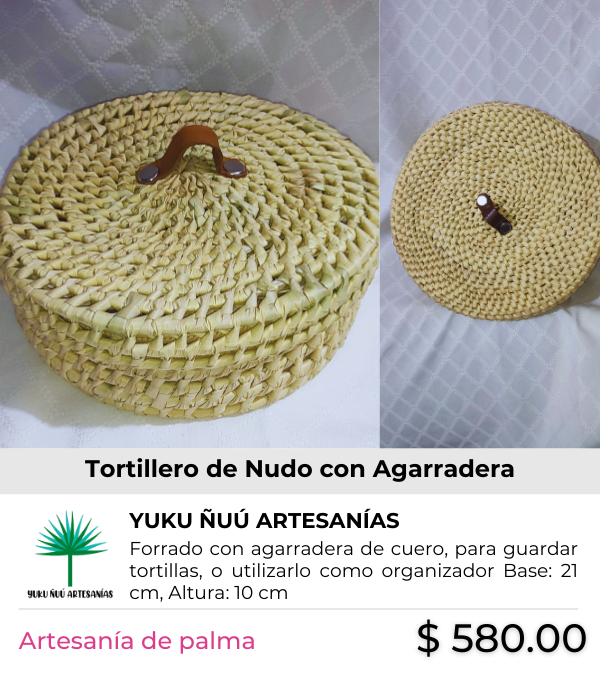 Tortillero de Nudo con Agarradera
YUKU ÑUÚ ARTESANÍAS
Forrado con agarradera de cuero, para guardar
tortillas, o utilizarlo como organizador Base: 21
cm, Altura: 10 cm
YUKU ÑUÚ ARTESANÍAS
Artesanía de palma
$ 580.00